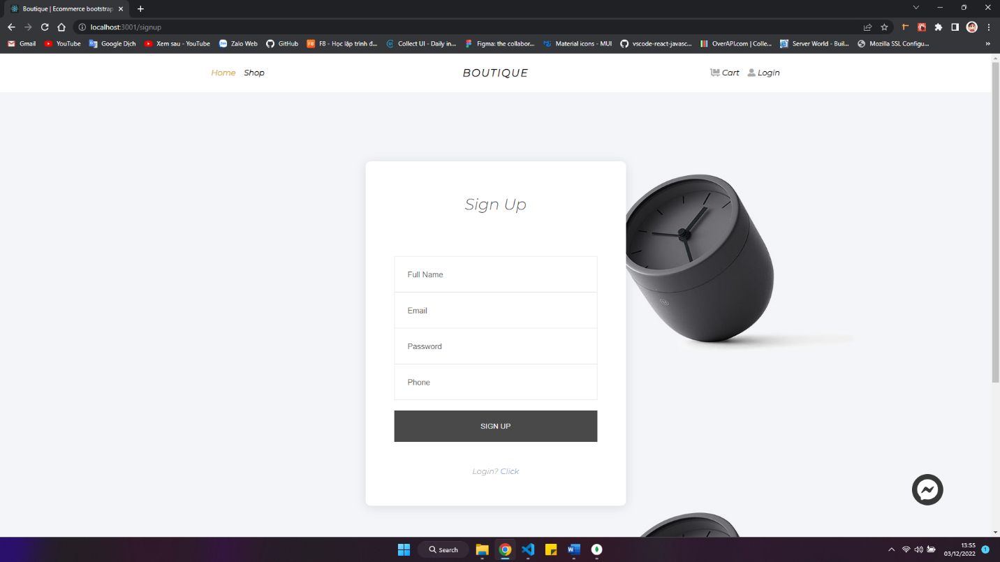 Boutique | Ecommerce bootstrap
localhost:3001/signup
Gmail YouTube Google Dịch Xem sau - YouTube Zalo Web GitHub F8 F8 - Học lập trình đ... Collect UI - Daily in... Figma: the collabor... Material icons - MUI vscode-react-javasc... OverAPI.com | Colle... Server World - Buil... Mozilla SSL Configu... »
Home Shop BOUTIQUE Cart Login
Sign Up
Full Name
Email
Password
Phone
SIGN UP
Login? Click
Search
13:55
03/12/2022
1